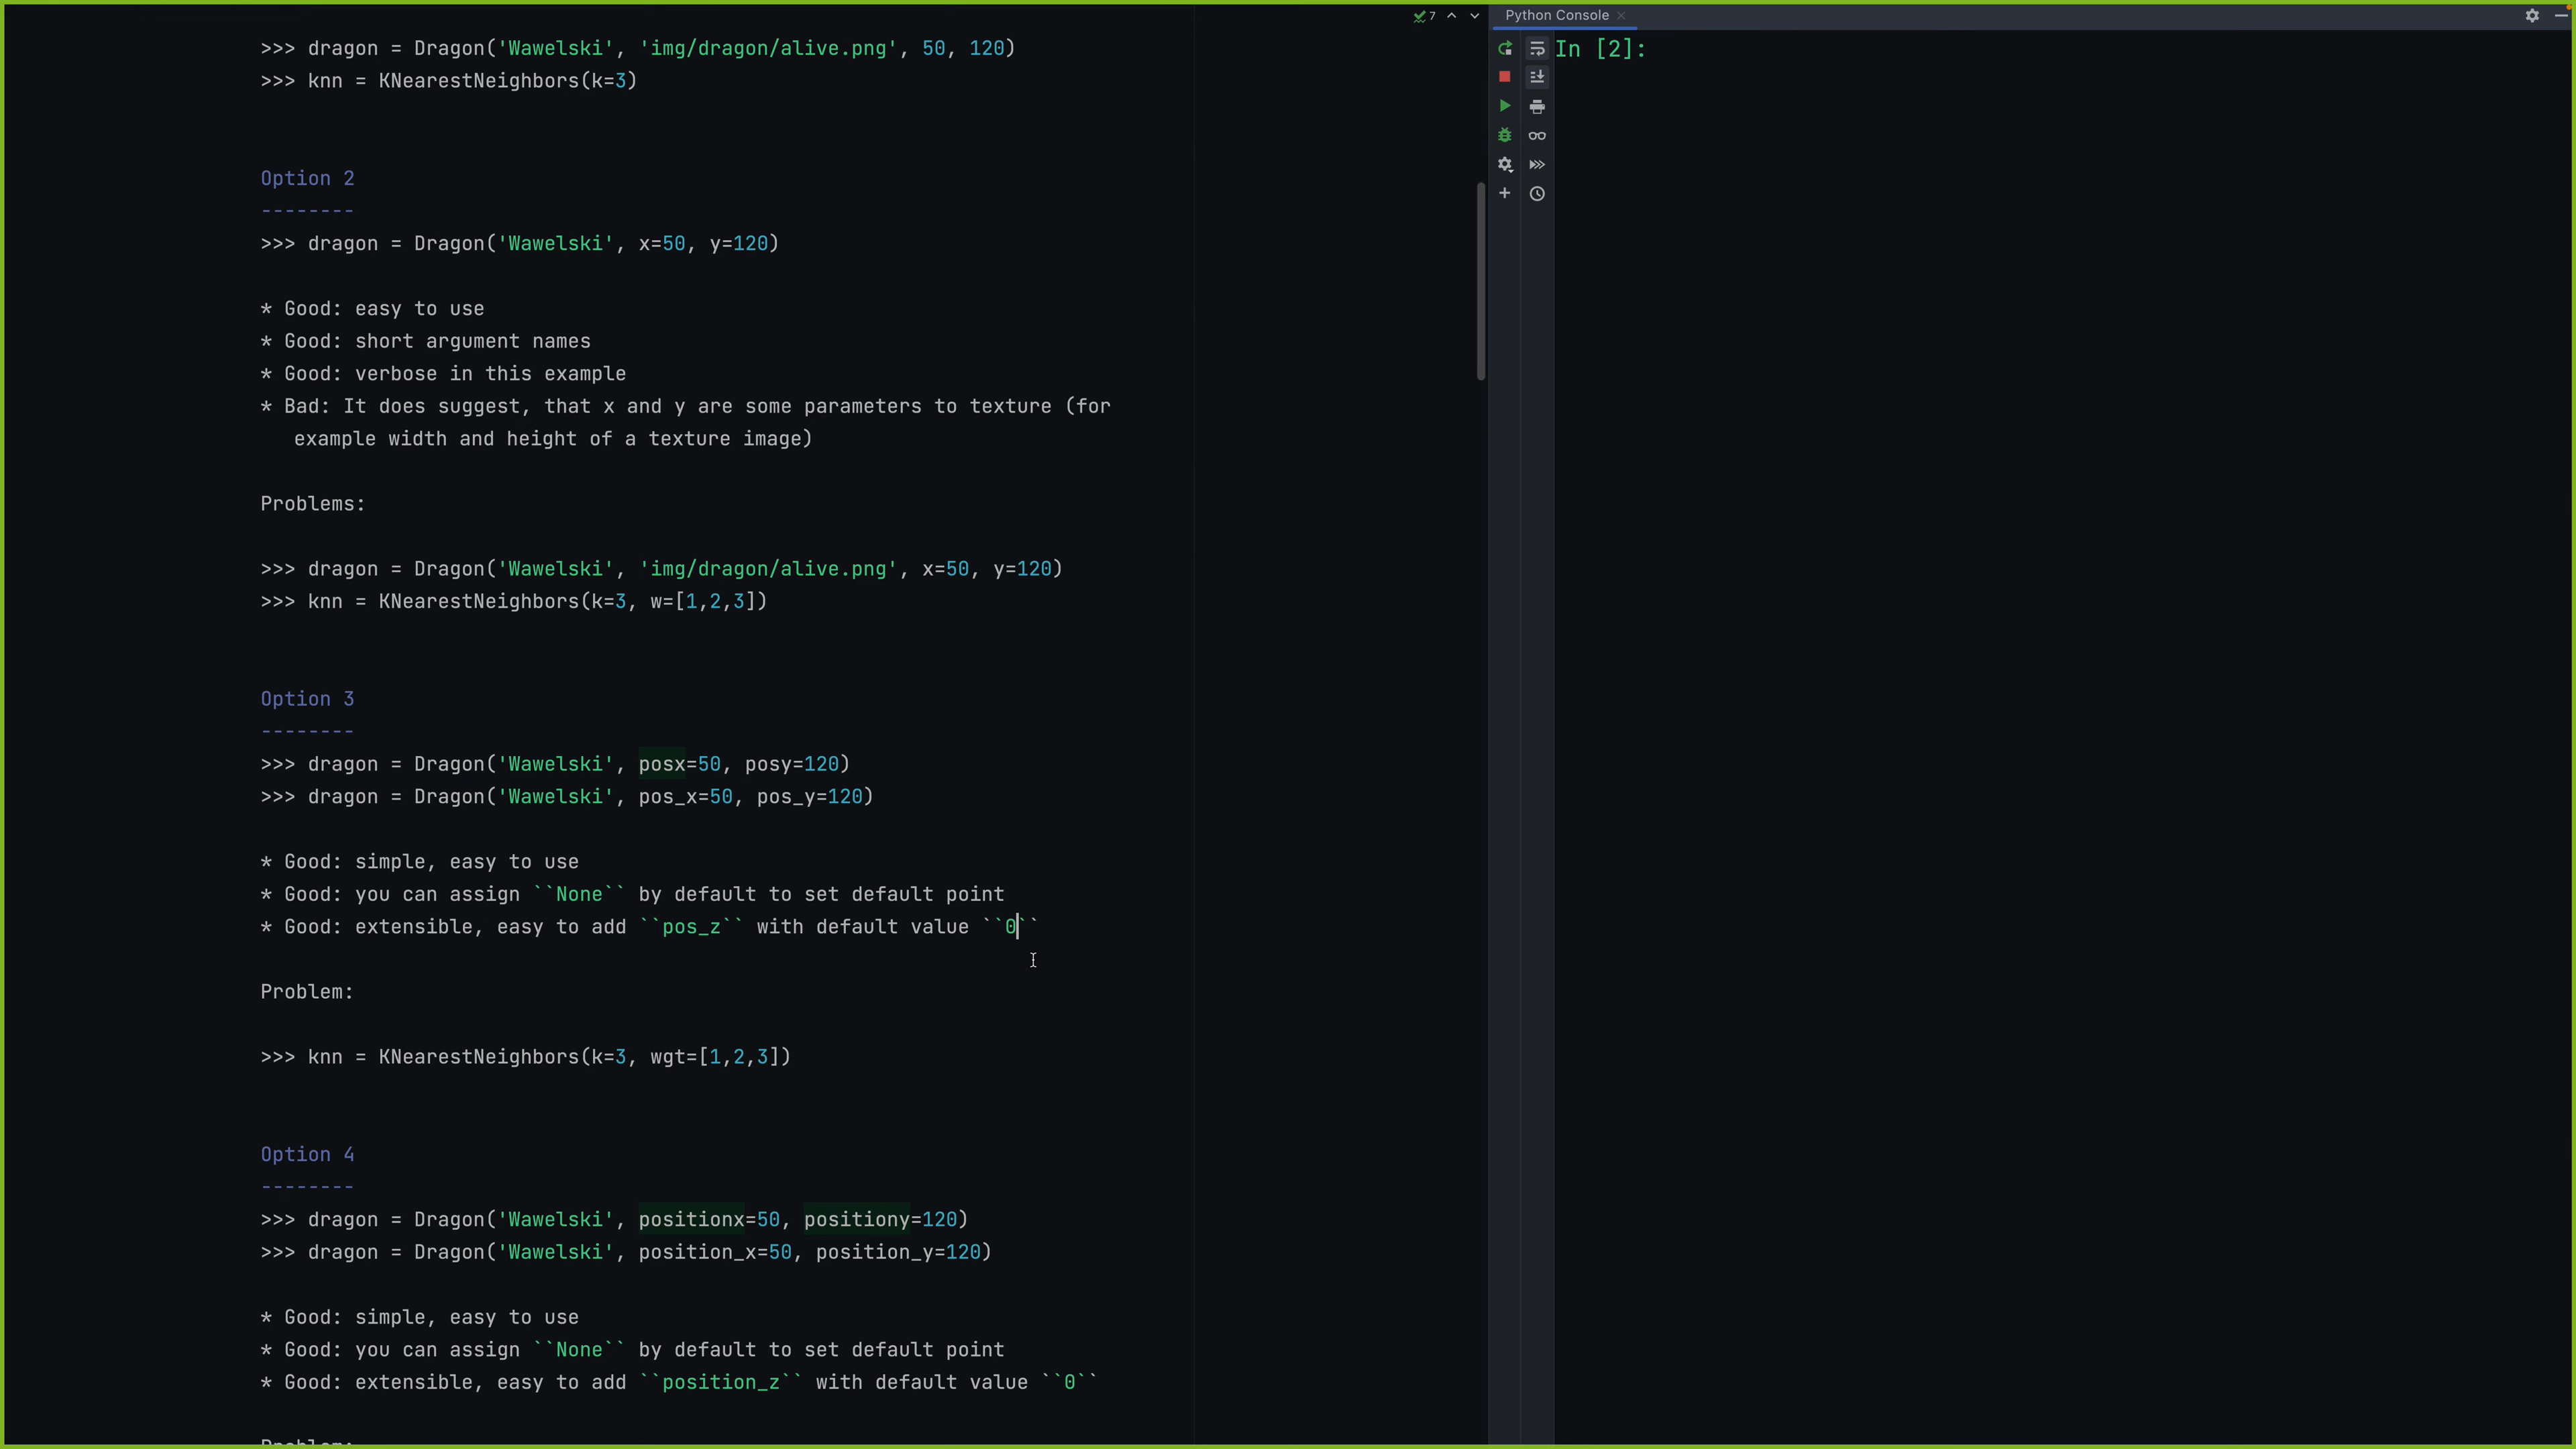 >>> dragon = Dragon('Wawelski', 'img/dragon/alive.png', 50, 120)
>>> knn = KNearestNeighbors(k=3)
Option 2
--------
>>> dragon = Dragon('Wawelski', x=50, y=120)
* Good: easy to use
* Good: short argument names
* Good: verbose in this example
* Bad: It does suggest, that x and y are some parameters to texture (for
example width and height of a texture image)
Problems:
>>> dragon = Dragon('Wawelski', 'img/dragon/alive.png', x=50, y=120)
>>> knn = KNearestNeighbors(k=3, w=[1,2,3])
Option 3
--------
>>> dragon = Dragon('Wawelski', posx=50, posy=120)
>>> dragon = Dragon('Wawelski', pos_x=50, pos_y=120)
* Good: simple, easy to use
* Good: you can assign ``None`` by default to set default point
* Good: extensible, easy to add ``pos_z`` with default value ``0``
Problem:
>>> knn = KNearestNeighbors(k=3, wgt=[1,2,3])
Option 4
--------
>>> dragon = Dragon('Wawelski', positionx=50, positiony=120)
>>> dragon = Dragon('Wawelski', position_x=50, position_y=120)
* Good: simple, easy to use
* Good: you can assign ``None`` by default to set default point
* Good: extensible, easy to add ``position_z`` with default value ``0``
Problem:
7
Python Console
In [2]: